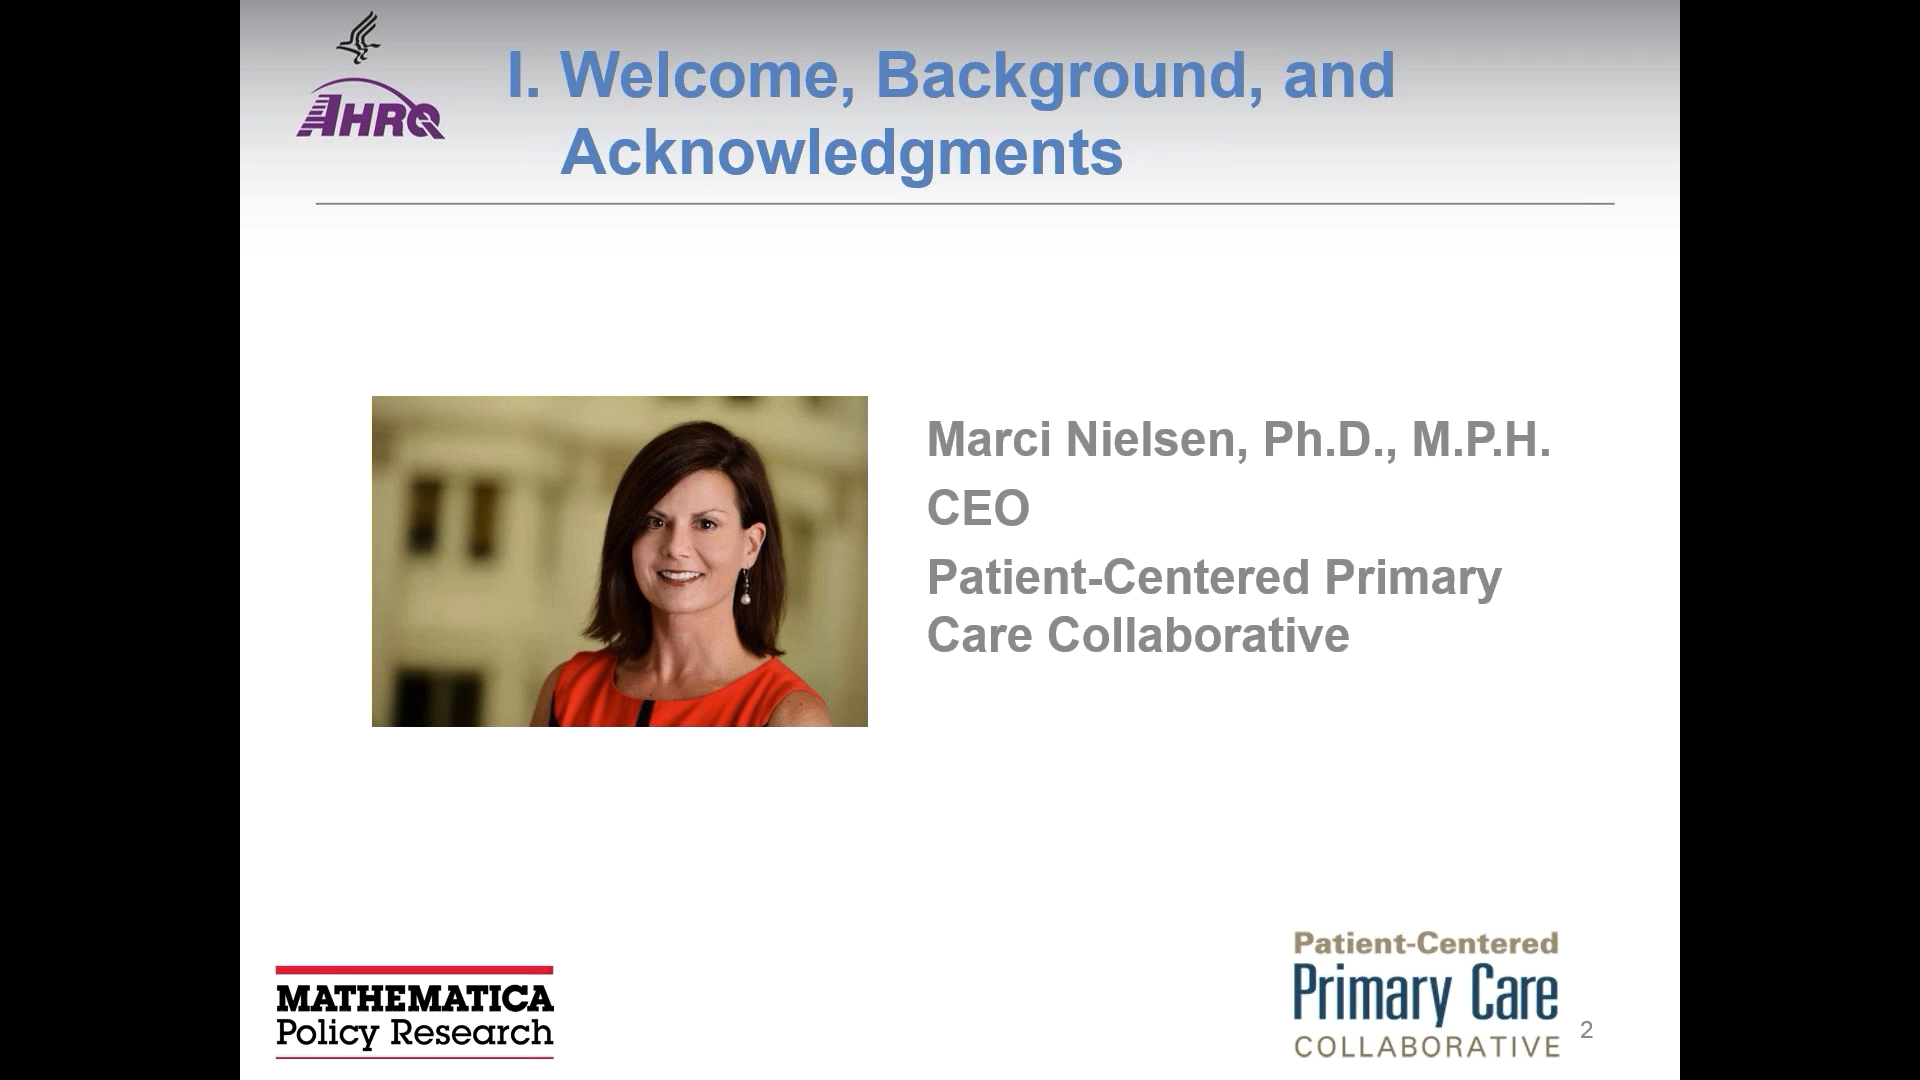 AHRQ
I. Welcome, Background, and
Acknowledgments
Marci Nielsen, Ph.D., M.P.H.
CEO
Patient-Centered Primary
Care Collaborative
MATHEMATICA
Policy Research
Patient-Centered
Primary Care
COLLABORATIVE
2